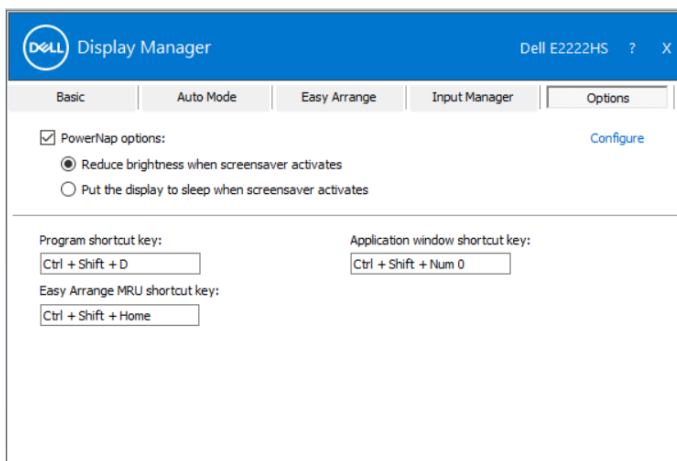 DELL Display Manager Dell E2222HS ? X
Basic Auto Mode Easy Arrange Input Manager Options
PowerNap options: Configure
Reduce brightness when screensaver activates
Put the display to sleep when screensaver activates
Program shortcut key: Application window shortcut key:
Ctrl + Shift + D Ctrl + Shift + Num 0
Easy Arrange MRU shortcut key:
Ctrl + Shift + Home